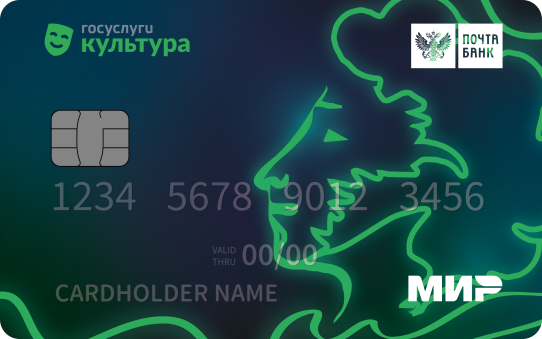 госуслуги
культура
ПОЧТА
БАНК
1234 5678 9012 3456
VALID
THRU 00/00
CARDHOLDER NAME
МИР